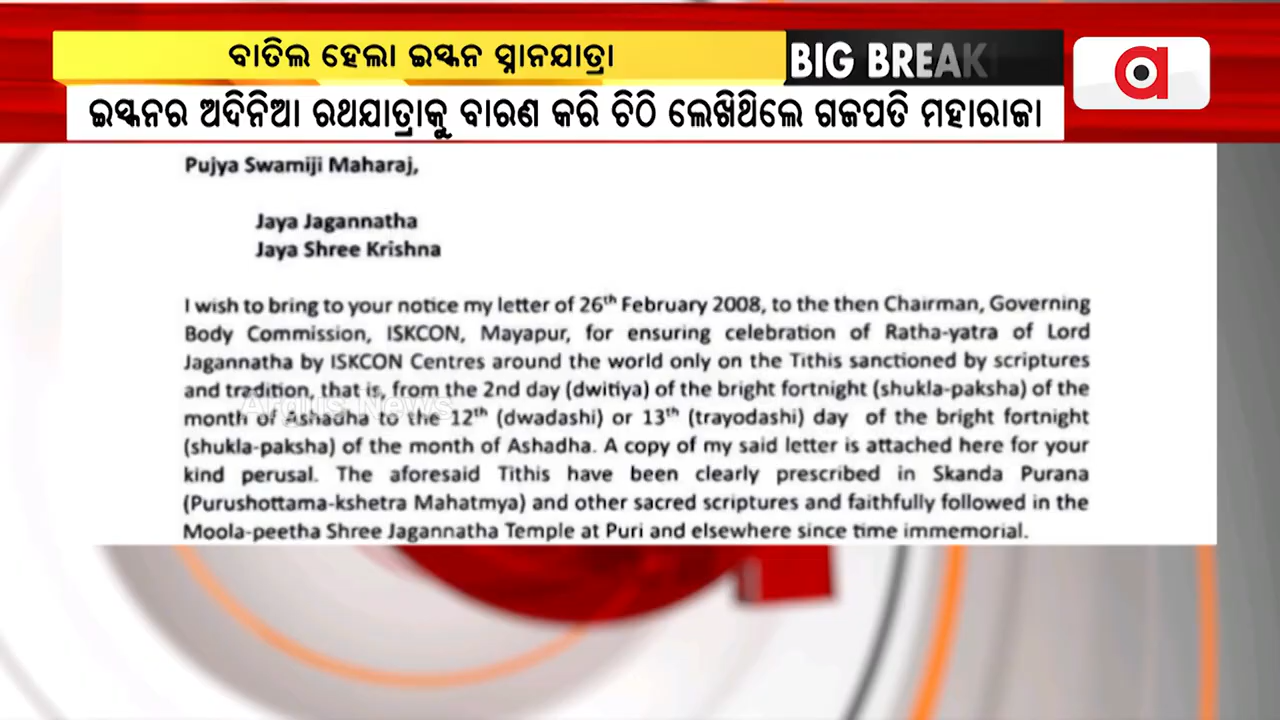 ବାତିଲ ହେଲା ଇସ୍କନ ସ୍ନାନଯାତ୍ରା
BIG BREAK
ଇସ୍କନର ଅଦିନିଆ ରଥଯାତ୍ରାକୁ ବାରଣ କରି ଚିଠି ଲେଖିଥିଲେ ଗଜପତି ମହାରାଜା
Pujya Swamiji Maharaj,
Jaya Jagannatha
Jaya Shree Krishna
I wish to bring to your notice my letter of 26th February 2008, to the then Chairman, Governing
Body Commission, ISKCON, Mayapur, for ensuring celebration of Ratha-yatra of Lord
Jagannatha by ISKCON Centres around the world only on the Tithis sanctioned by scriptures
and tradition, that is, from the 2nd day (dwitiya) of the bright fortnight (shukla-paksha) of the
Argus News
month of Ashadha to the 12th (dwadashi) or 13th (trayodashi) day of the bright fortnight
(shukla-paksha) of the month of Ashadha. A copy of my said letter is attached here for your
kind perusal. The aforesaid Tithis have been clearly prescribed in Skanda Purana
(Purushottama-kshetra Mahatmya) and other sacred scriptures and faithfully followed in the
Moola-peetha Shree Jagannatha Temple at Puri and elsewhere since time immemorial.